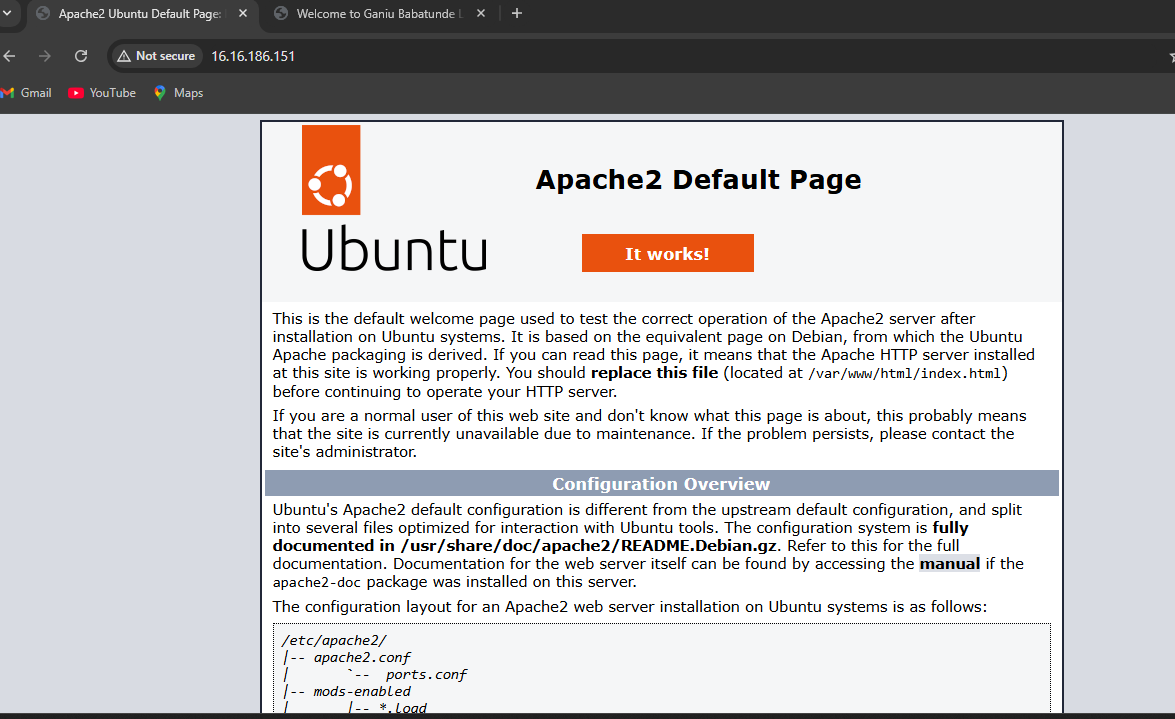 Apache2 Ubuntu Default Page:
Welcome to Ganiu Babatunde L
Not secure
16.16.186.151
Gmail
YouTube
Maps
Ubuntu
Apache2 Default Page
It works!
This is the default welcome page used to test the correct operation of the Apache2 server after
installation on Ubuntu systems. It is based on the equivalent page on Debian, from which the Ubuntu
Apache packaging is derived. If you can read this page, it means that the Apache HTTP server installed
at this site is working properly. You should replace this file (located at /var/www/html/index.html)
before continuing to operate your HTTP server.
If you are a normal user of this web site and don't know what this page is about, this probably means
that the site is currently unavailable due to maintenance. If the problem persists, please contact the
site's administrator.
Configuration Overview
Ubuntu's Apache2 default configuration is different from the upstream default configuration, and split
into several files optimized for interaction with Ubuntu tools. The configuration system is fully
documented in /usr/share/doc/apache2/README.Debian.gz. Refer to this for the full
documentation. Documentation for the web server itself can be found by accessing the manual if the
apache2-doc package was installed on this server.
The configuration layout for an Apache2 web server installation on Ubuntu systems is as follows:
/etc/apache2/
|-- apache2.conf
|       `--  ports.conf
|-- mods-enabled
|       |-- *.load